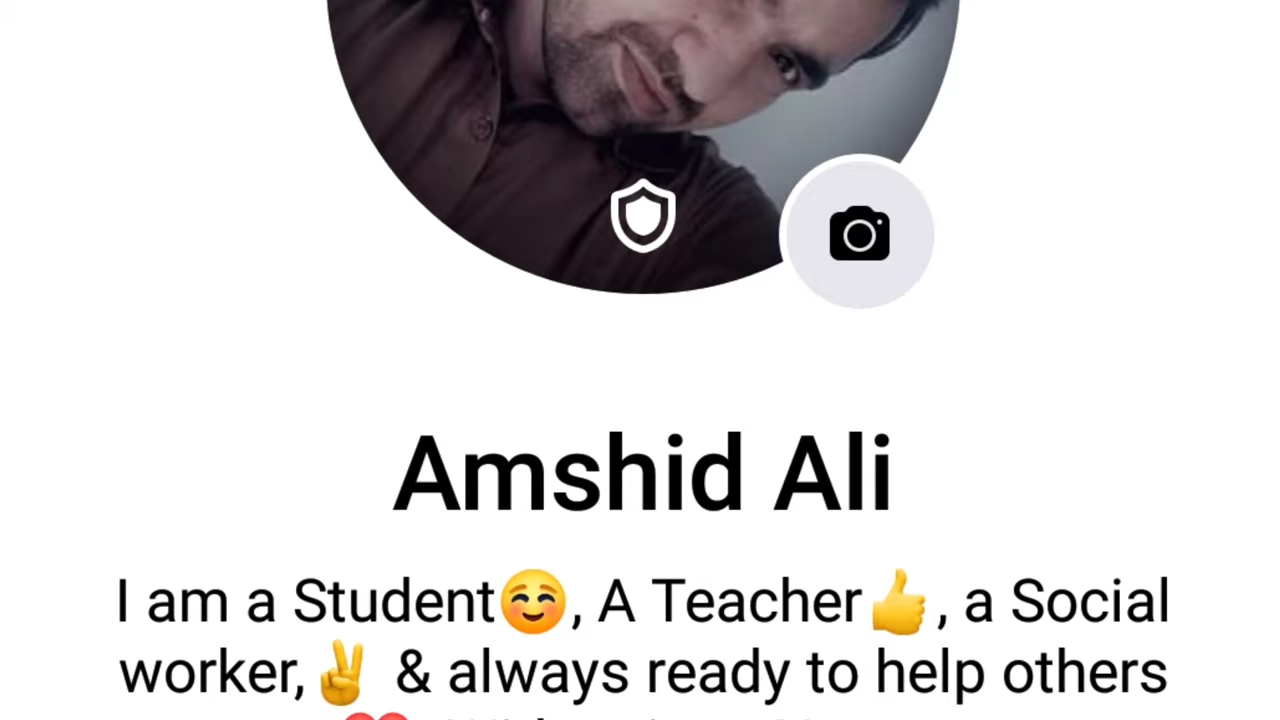 Amshid Ali
I am a Student☺️, A Teacher👍, a Social
worker,✌️ & always ready to help others
❤️